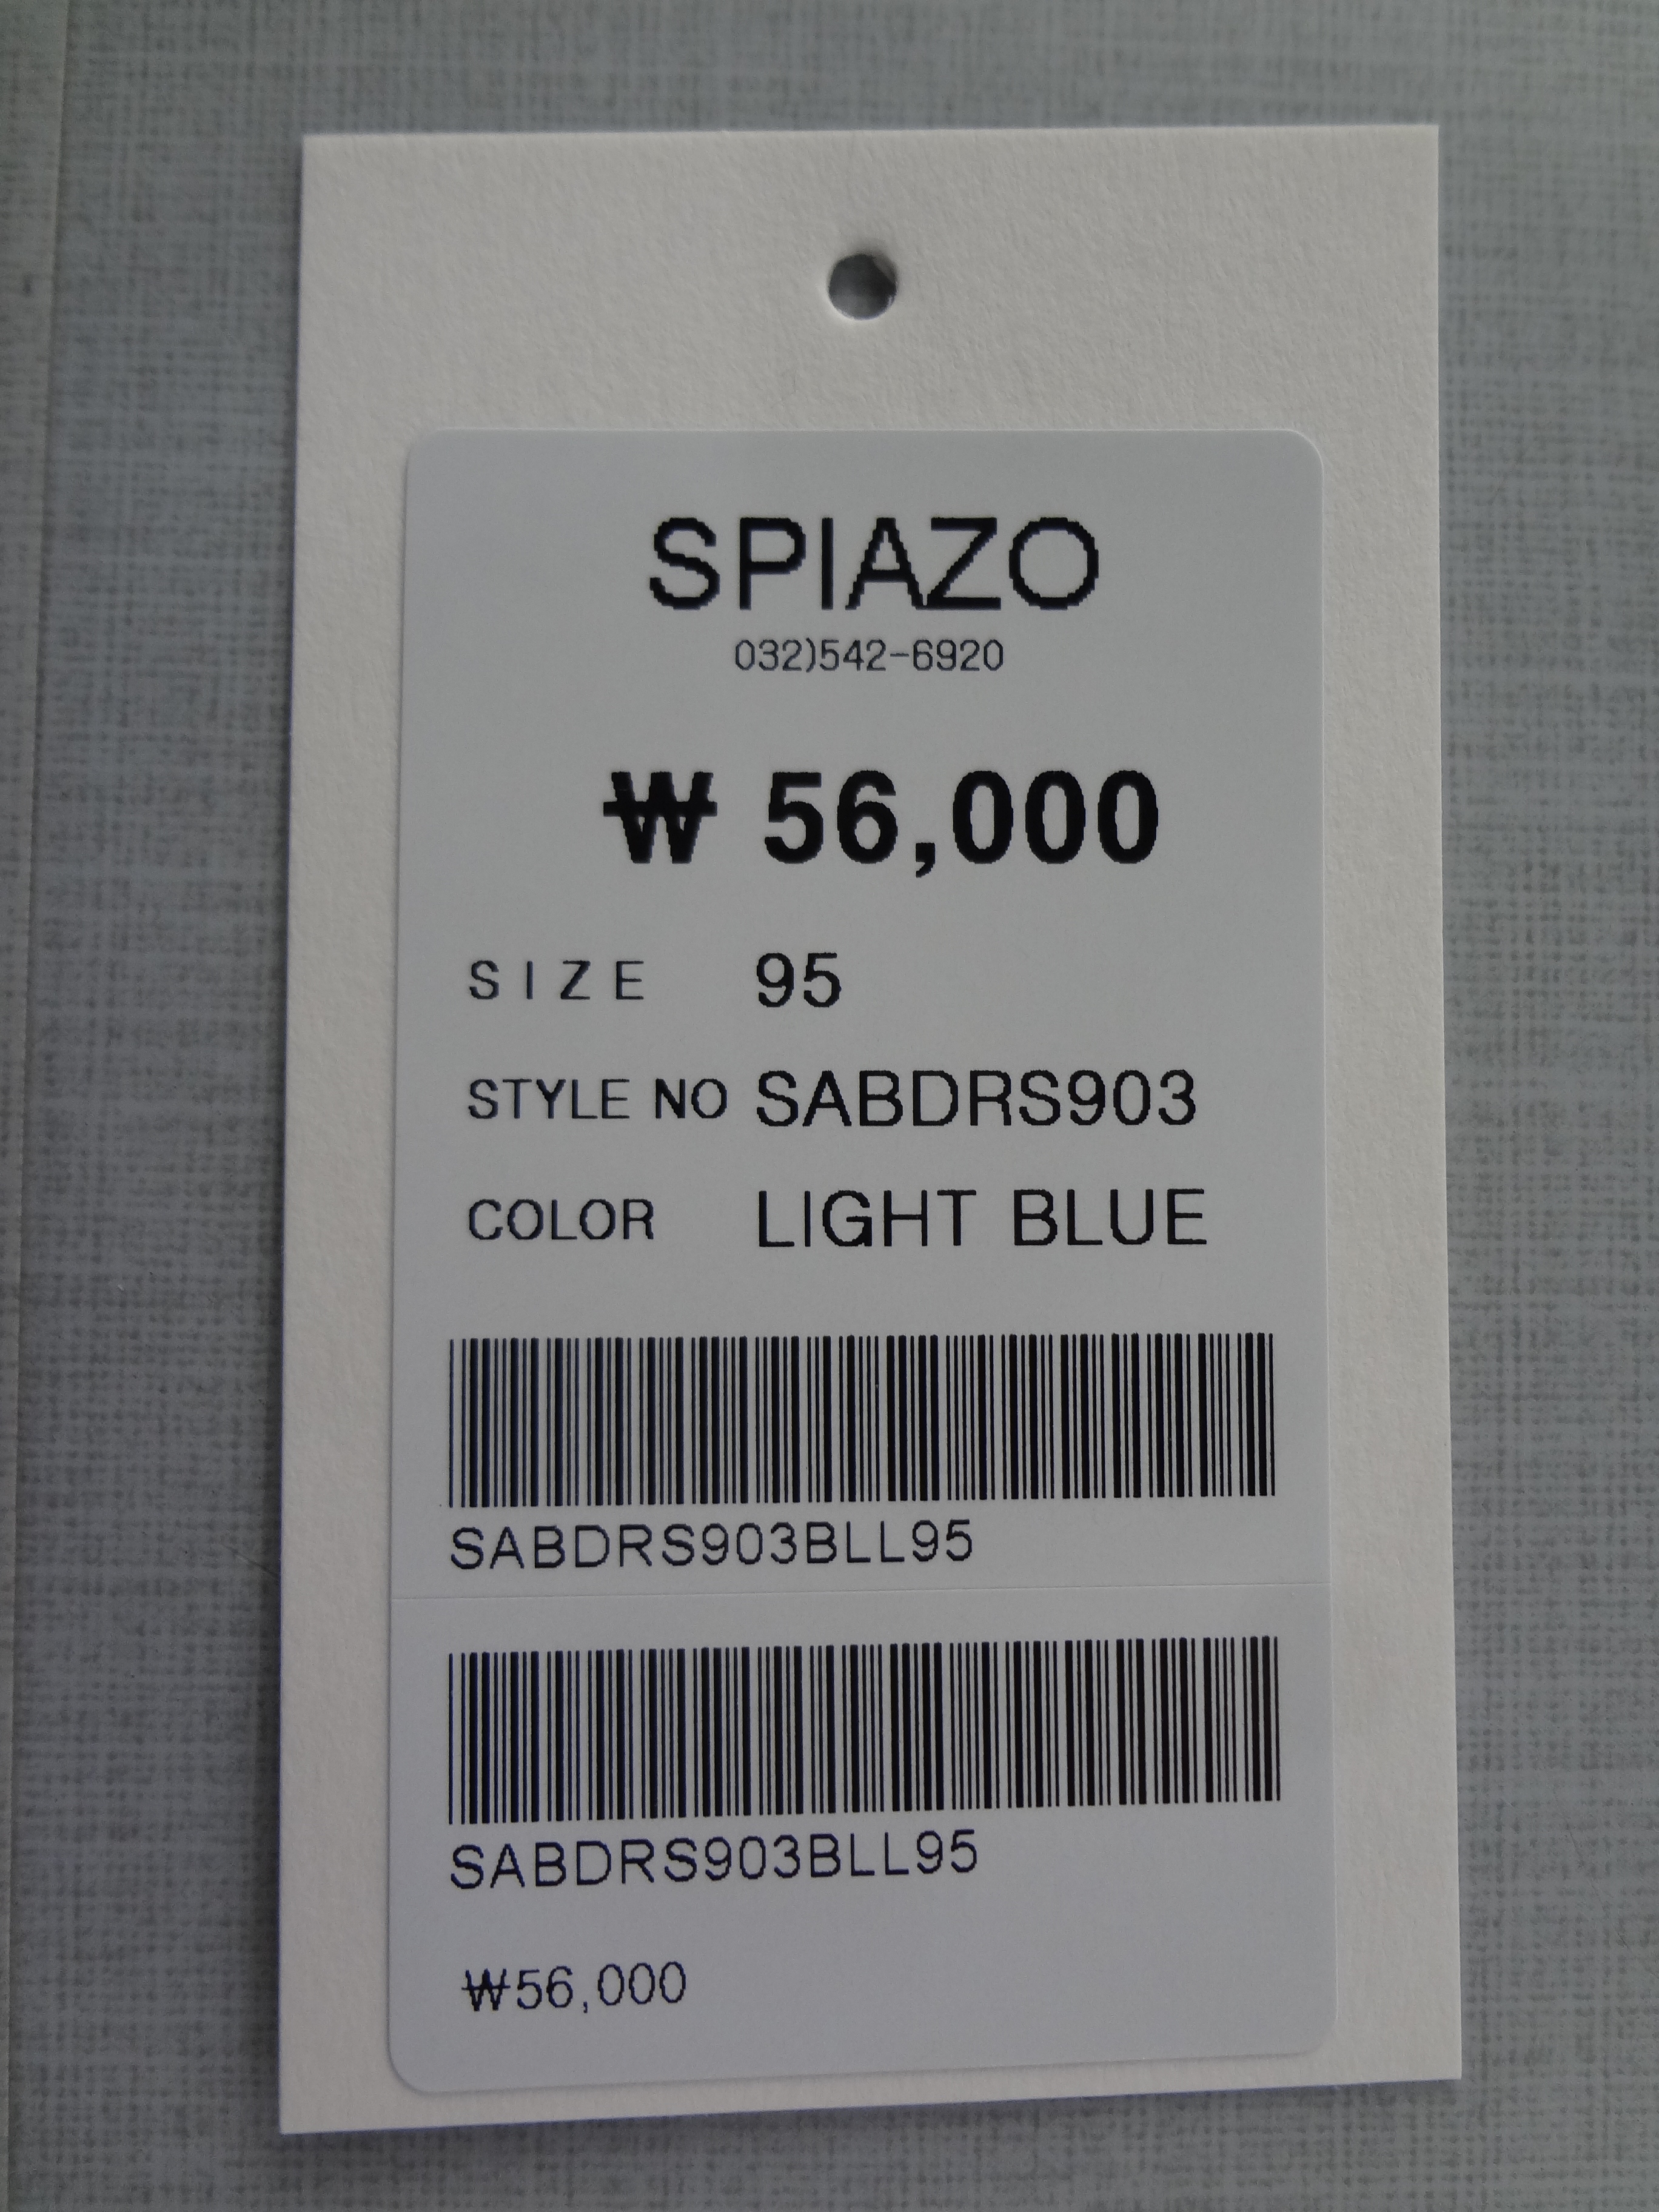 SPIAZO
032)542-6920
₩ 56,000
SIZE 95
STYLE NO SABDRS903
COLOR LIGHT BLUE
SABDRS903BLL95
SABDRS903BLL95
₩56,000